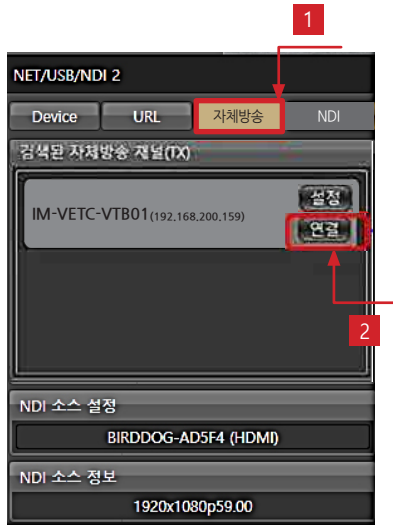 1
NET/USB/NDI 2
Device URL 자체방송 NDI
검색된 자체방송 채널(TX)
설정
IM-VETC-VTB01(192.168.200.159)
연결
2
NDI 소스 설정
BIRDDOG-AD5F4 (HDMI)
NDI 소스 정보
1920x1080p59.00